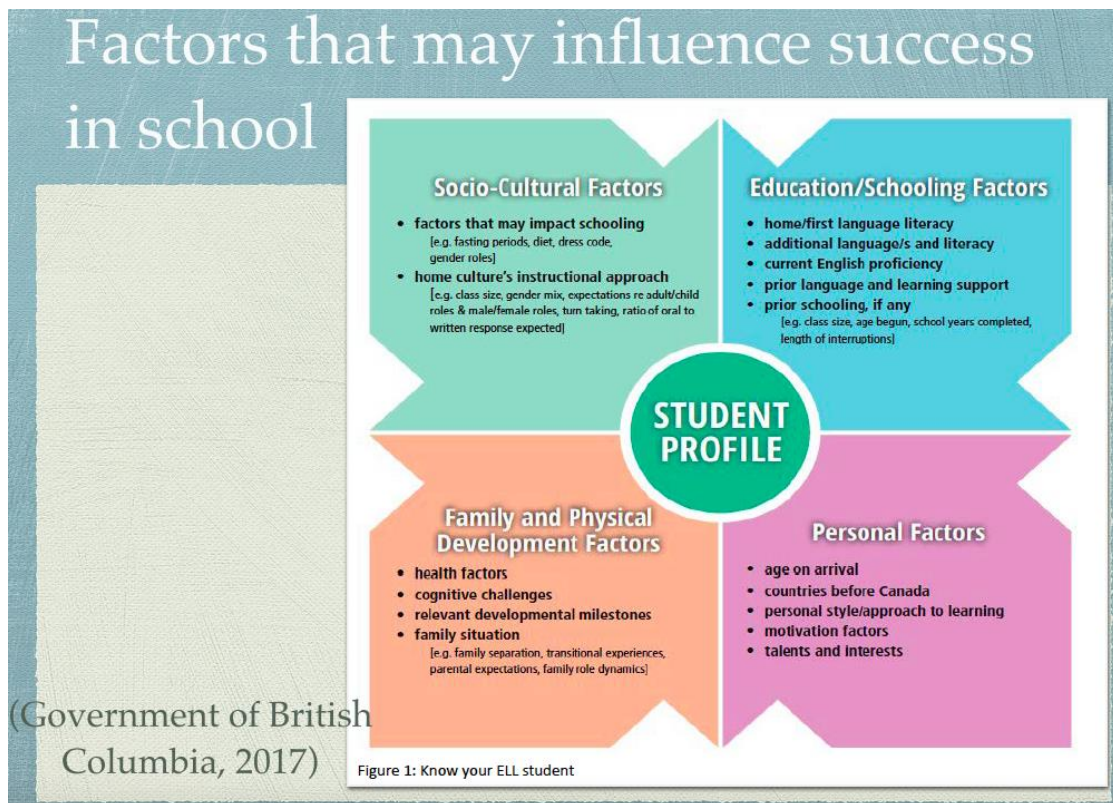 Factors that may influence success
in school
Socio-Cultural Factors
• factors that may impact schooling
[e.g. fasting periods, diet, dress code,
gender roles]
• home culture's instructional approach
[e.g. class size, gender mix, expectations re adult/child
roles & male/female roles, turn taking, ratio of oral to
written response expected]
Education/Schooling Factors
• home/first language literacy
• additional language/s and literacy
• current English proficiency
• prior language and learning support
• prior schooling, if any
[e.g. class size, age begun, school years completed,
length of interruptions]
STUDENT
PROFILE
Family and Physical
Development Factors
• health factors
• cognitive challenges
• relevant developmental milestones
• family situation
[e.g. family separation, transitional experiences,
parental expectations, family role dynamics]
Personal Factors
• age on arrival
• countries before Canada
• personal style/approach to learning
• motivation factors
• talents and interests
(Government of British
Columbia, 2017)
Figure 1: Know your ELL student